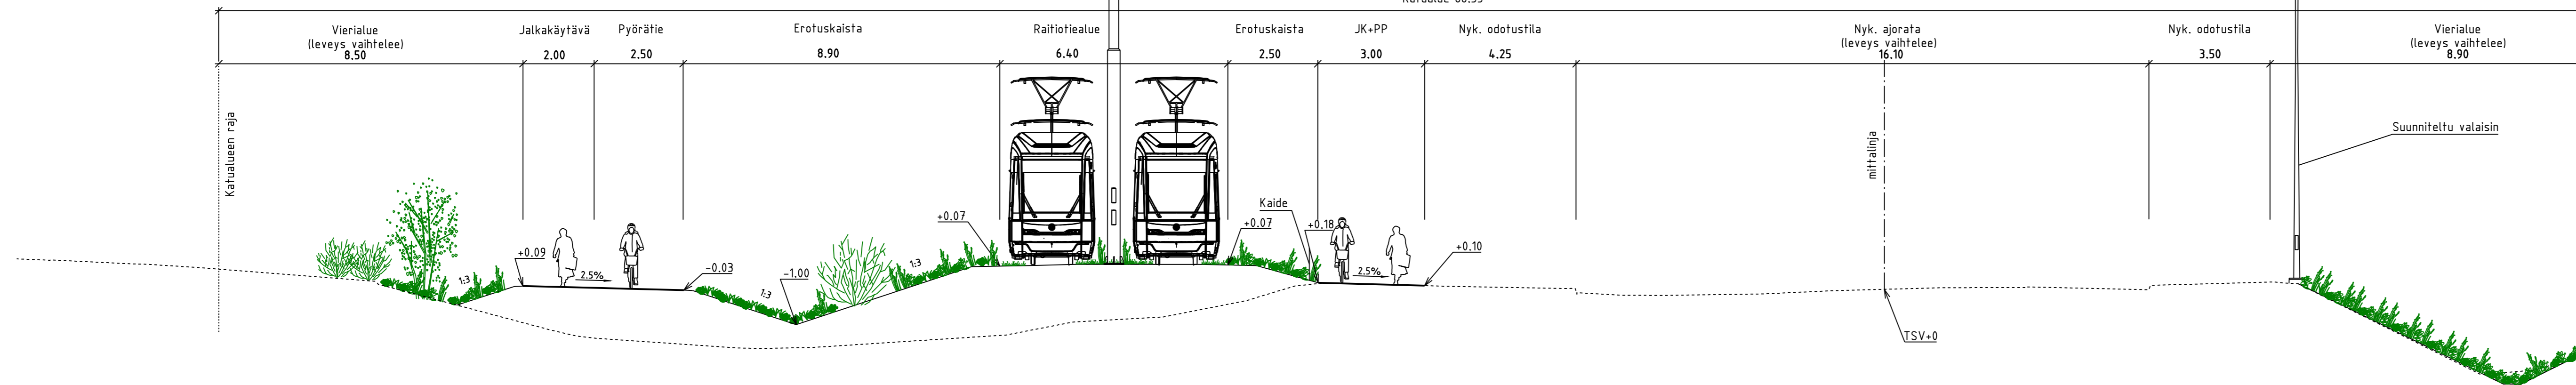 Vierialue
(leveys vaihtelee)
8.50
Jalkakäytävä
2.00
Pyörätie
2.50
Erotuskaista
8.90
Raitiotiealue
6.40
Erotuskaista
2.50
JK+PP
3.00
Nyk. odotustila
4.25
Nyk. ajorata
(leveys vaihtelee)
16.10
Nyk. odotustila
3.50
Vierialue
(leveys vaihtelee)
8.90
Katualueen raja
mittalinja
Suunniteltu valaisin
Kaide
+0.07
+0.07
+0.18
+0.10
+0.09
2.5%
-0.03
-1.00
1:3
1:3
1:3
2.5%
TSV+0